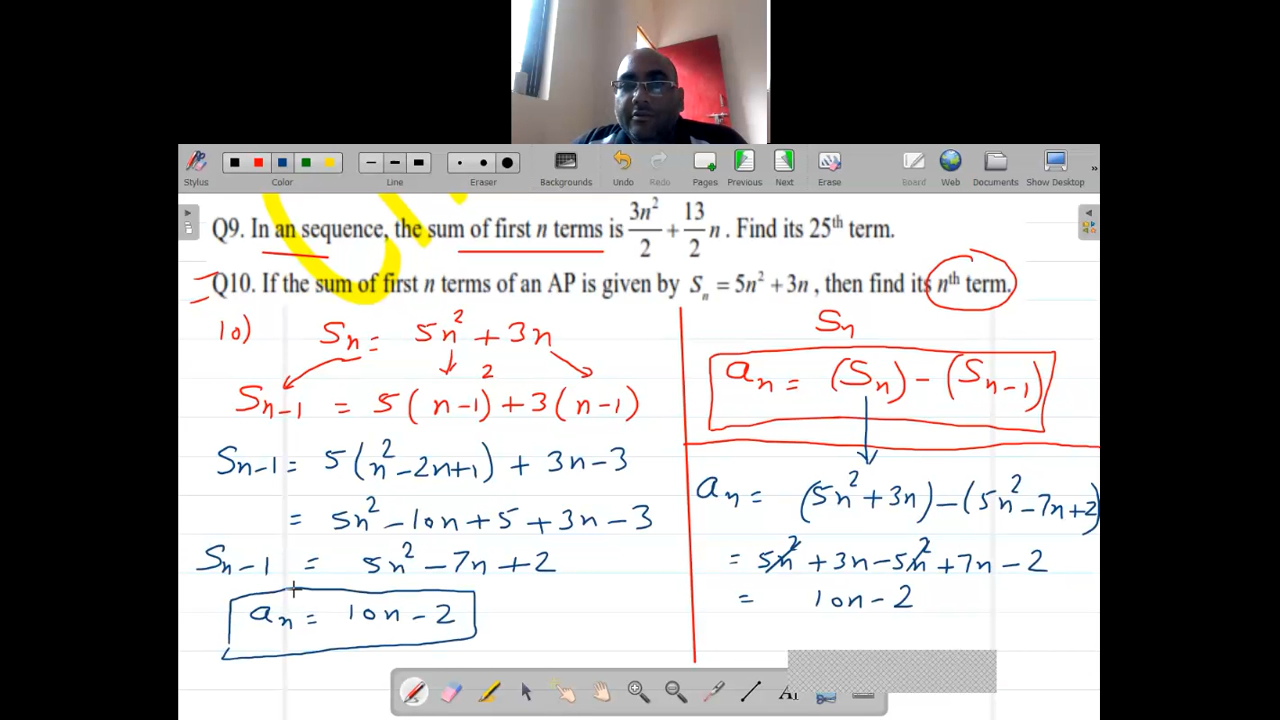 Stylus Color Line Eraser Backgrounds Undo Redo Pages Previous Next Erase Board Web Documents Show Desktop »
Q9. In an sequence, the sum of first n terms is 3n²/2 + 13/2 n . Find its 25th term.
Q10. If the sum of first n terms of an AP is given by Sₙ = 5n² + 3n , then find its nth term.
10) Sₙ = 5n² + 3n
Sₙ₋₁ = 5(n-1)² + 3(n-1)
Sₙ₋₁ = 5(n² - 2n+1) + 3n - 3
= 5n² - 10n + 5 + 3n - 3
Sₙ₋₁ = 5n² - 7n + 2
aₙ = 10n - 2
Sₙ
aₙ = (Sₙ) - (Sₙ₋₁)
aₙ = (5n² + 3n) - (5n² - 7n + 2)
= 5n² + 3n - 5n² + 7n - 2
= 10n - 2